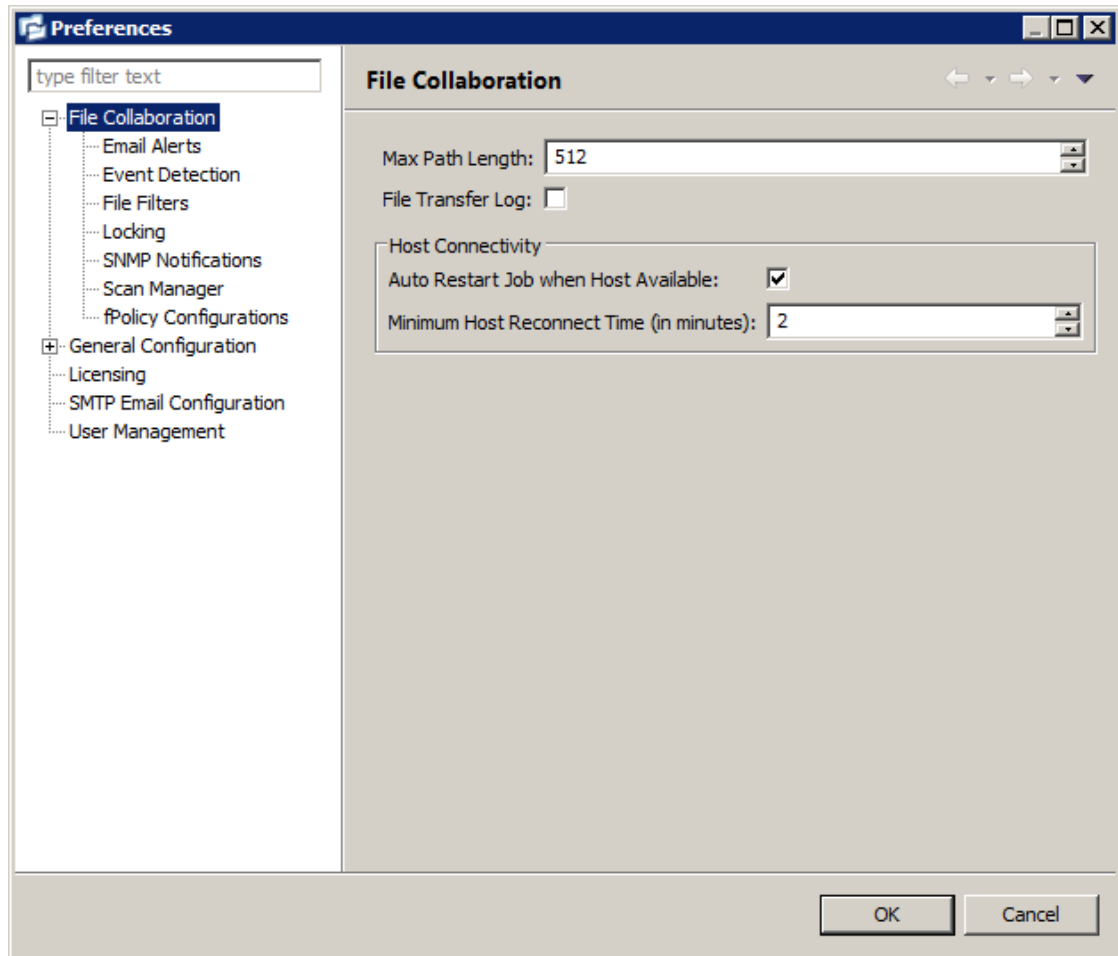 Preferences
type filter text
File Collaboration
Email Alerts
Event Detection
File Filters
Locking
SNMP Notifications
Scan Manager
fPolicy Configurations
General Configuration
Licensing
SMTP Email Configuration
User Management
File Collaboration
Max Path Length: 512
File Transfer Log:
Host Connectivity
Auto Restart Job when Host Available:
Minimum Host Reconnect Time (in minutes): 2
OK Cancel